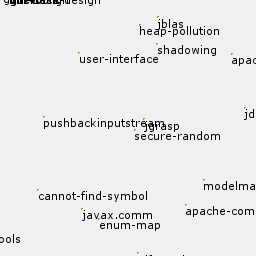 design
jblas
heap-pollution
shadowing
user-interface
apac
jd
pushbackinputstream
jgrasp
secure-random
modelma
cannot-find-symbol
apache-com
javax.comm
enum-map
ools